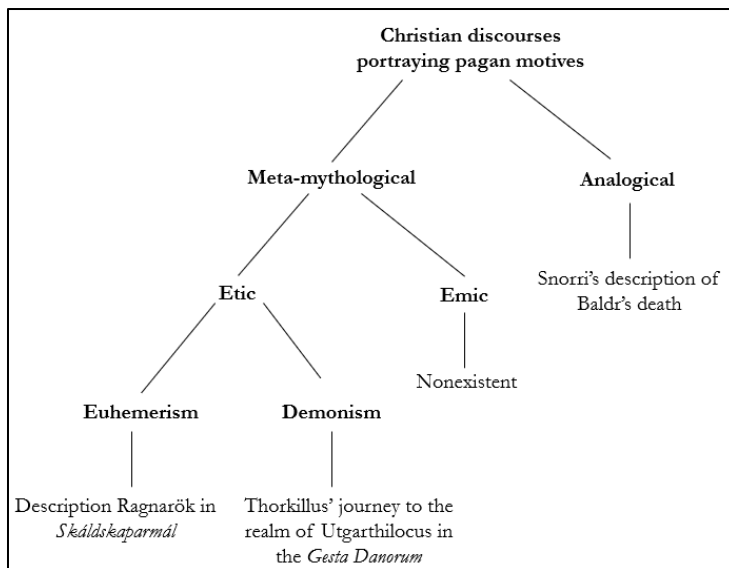 Christian discourses
portraying pagan motives
Meta-mythological
Analogical
Snorri's description of
Baldr's death
Etic
Emic
Nonexistent
Euhemerism
Demonism
Description Ragnarök in
Skáldskaparmál
Thorkillus' journey to the
realm of Utgarthilocus in
the Gesta Danorum